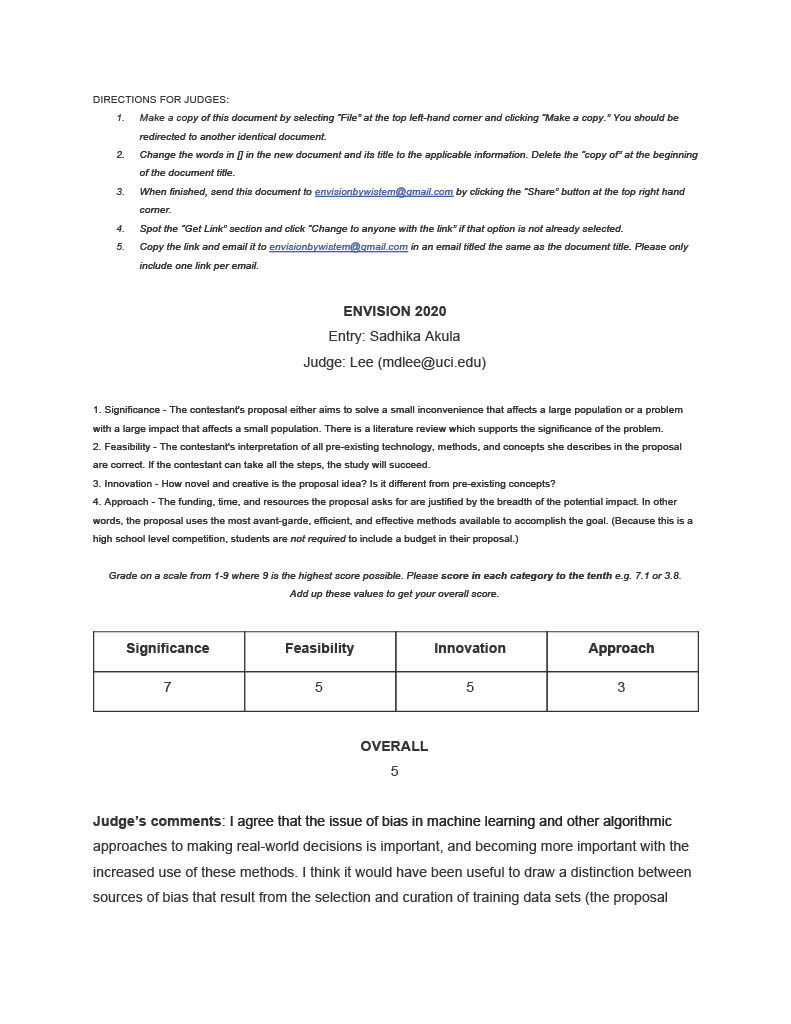 DIRECTIONS FOR JUDGES:
1. Make a copy of this document by selecting “File” at the top left-hand corner and clicking “Make a copy.” You should be
redirected to another identical document.
2. Change the words in [] in the new document and its title to the applicable information. Delete the “copy of” at the beginning
of the document title.
3. When finished, send this document to envisionbywistem@gmail.com by clicking the “Share” button at the top right hand
corner.
4. Spot the “Get Link” section and click “Change to anyone with the link” if that option is not already selected.
5. Copy the link and email it to envisionbywistem@gmail.com in an email titled the same as the document title. Please only
include one link per email.
ENVISION 2020
Entry: Sadhika Akula
Judge: Lee (mdlee@uci.edu)
1. Significance - The contestant's proposal either aims to solve a small inconvenience that affects a large population or a problem
with a large impact that affects a small population. There is a literature review which supports the significance of the problem.
2. Feasibility - The contestant's interpretation of all pre-existing technology, methods, and concepts she describes in the proposal
are correct. If the contestant can take all the steps, the study will succeed.
3. Innovation - How novel and creative is the proposal idea? Is it different from pre-existing concepts?
4. Approach - The funding, time, and resources the proposal asks for are justified by the breadth of the potential impact. In other
words, the proposal uses the most avant-garde, efficient, and effective methods available to accomplish the goal. (Because this is a
high school level competition, students are not required to include a budget in their proposal.)
Grade on a scale from 1-9 where 9 is the highest score possible. Please score in each category to the tenth e.g. 7.1 or 3.8.
Add up these values to get your overall score.
Significance Feasibility Innovation Approach
7 5 5 3
OVERALL
5
Judge’s comments: I agree that the issue of bias in machine learning and other algorithmic
approaches to making real-world decisions is important, and becoming more important with the
increased use of these methods. I think it would have been useful to draw a distinction between
sources of bias that result from the selection and curation of training data sets (the proposal